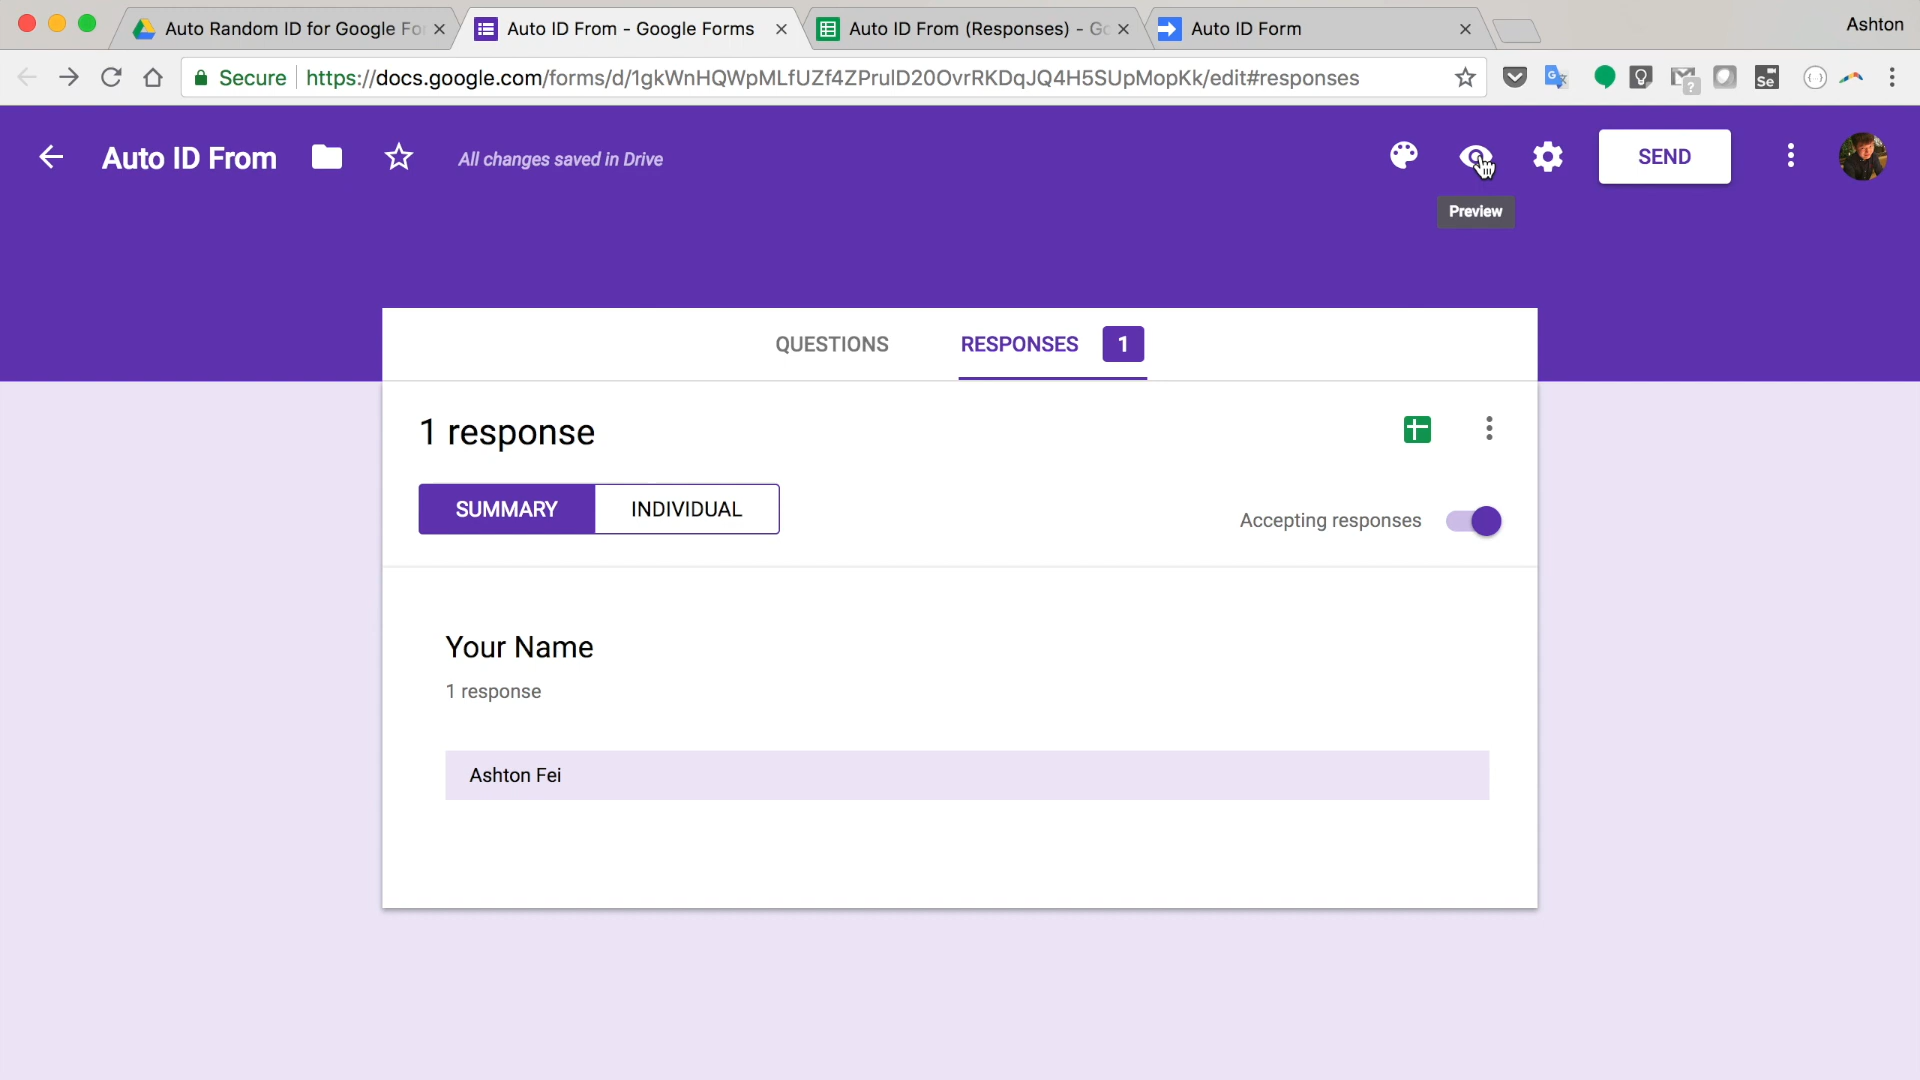 Auto Random ID for Google Fo
Auto ID From - Google Forms
Auto ID From (Responses) - Go
Auto ID Form
Ashton
Secure
https://docs.google.com/forms/d/1gkWnHQWpMLfUZf4ZPrulD20OvrRKDqJQ4H5SUpMopKk/edit#responses
Se
Auto ID From
All changes saved in Drive
SEND
Preview
QUESTIONS
RESPONSES
1
1 response
SUMMARY
INDIVIDUAL
Accepting responses
Your Name
1 response
Ashton Fei